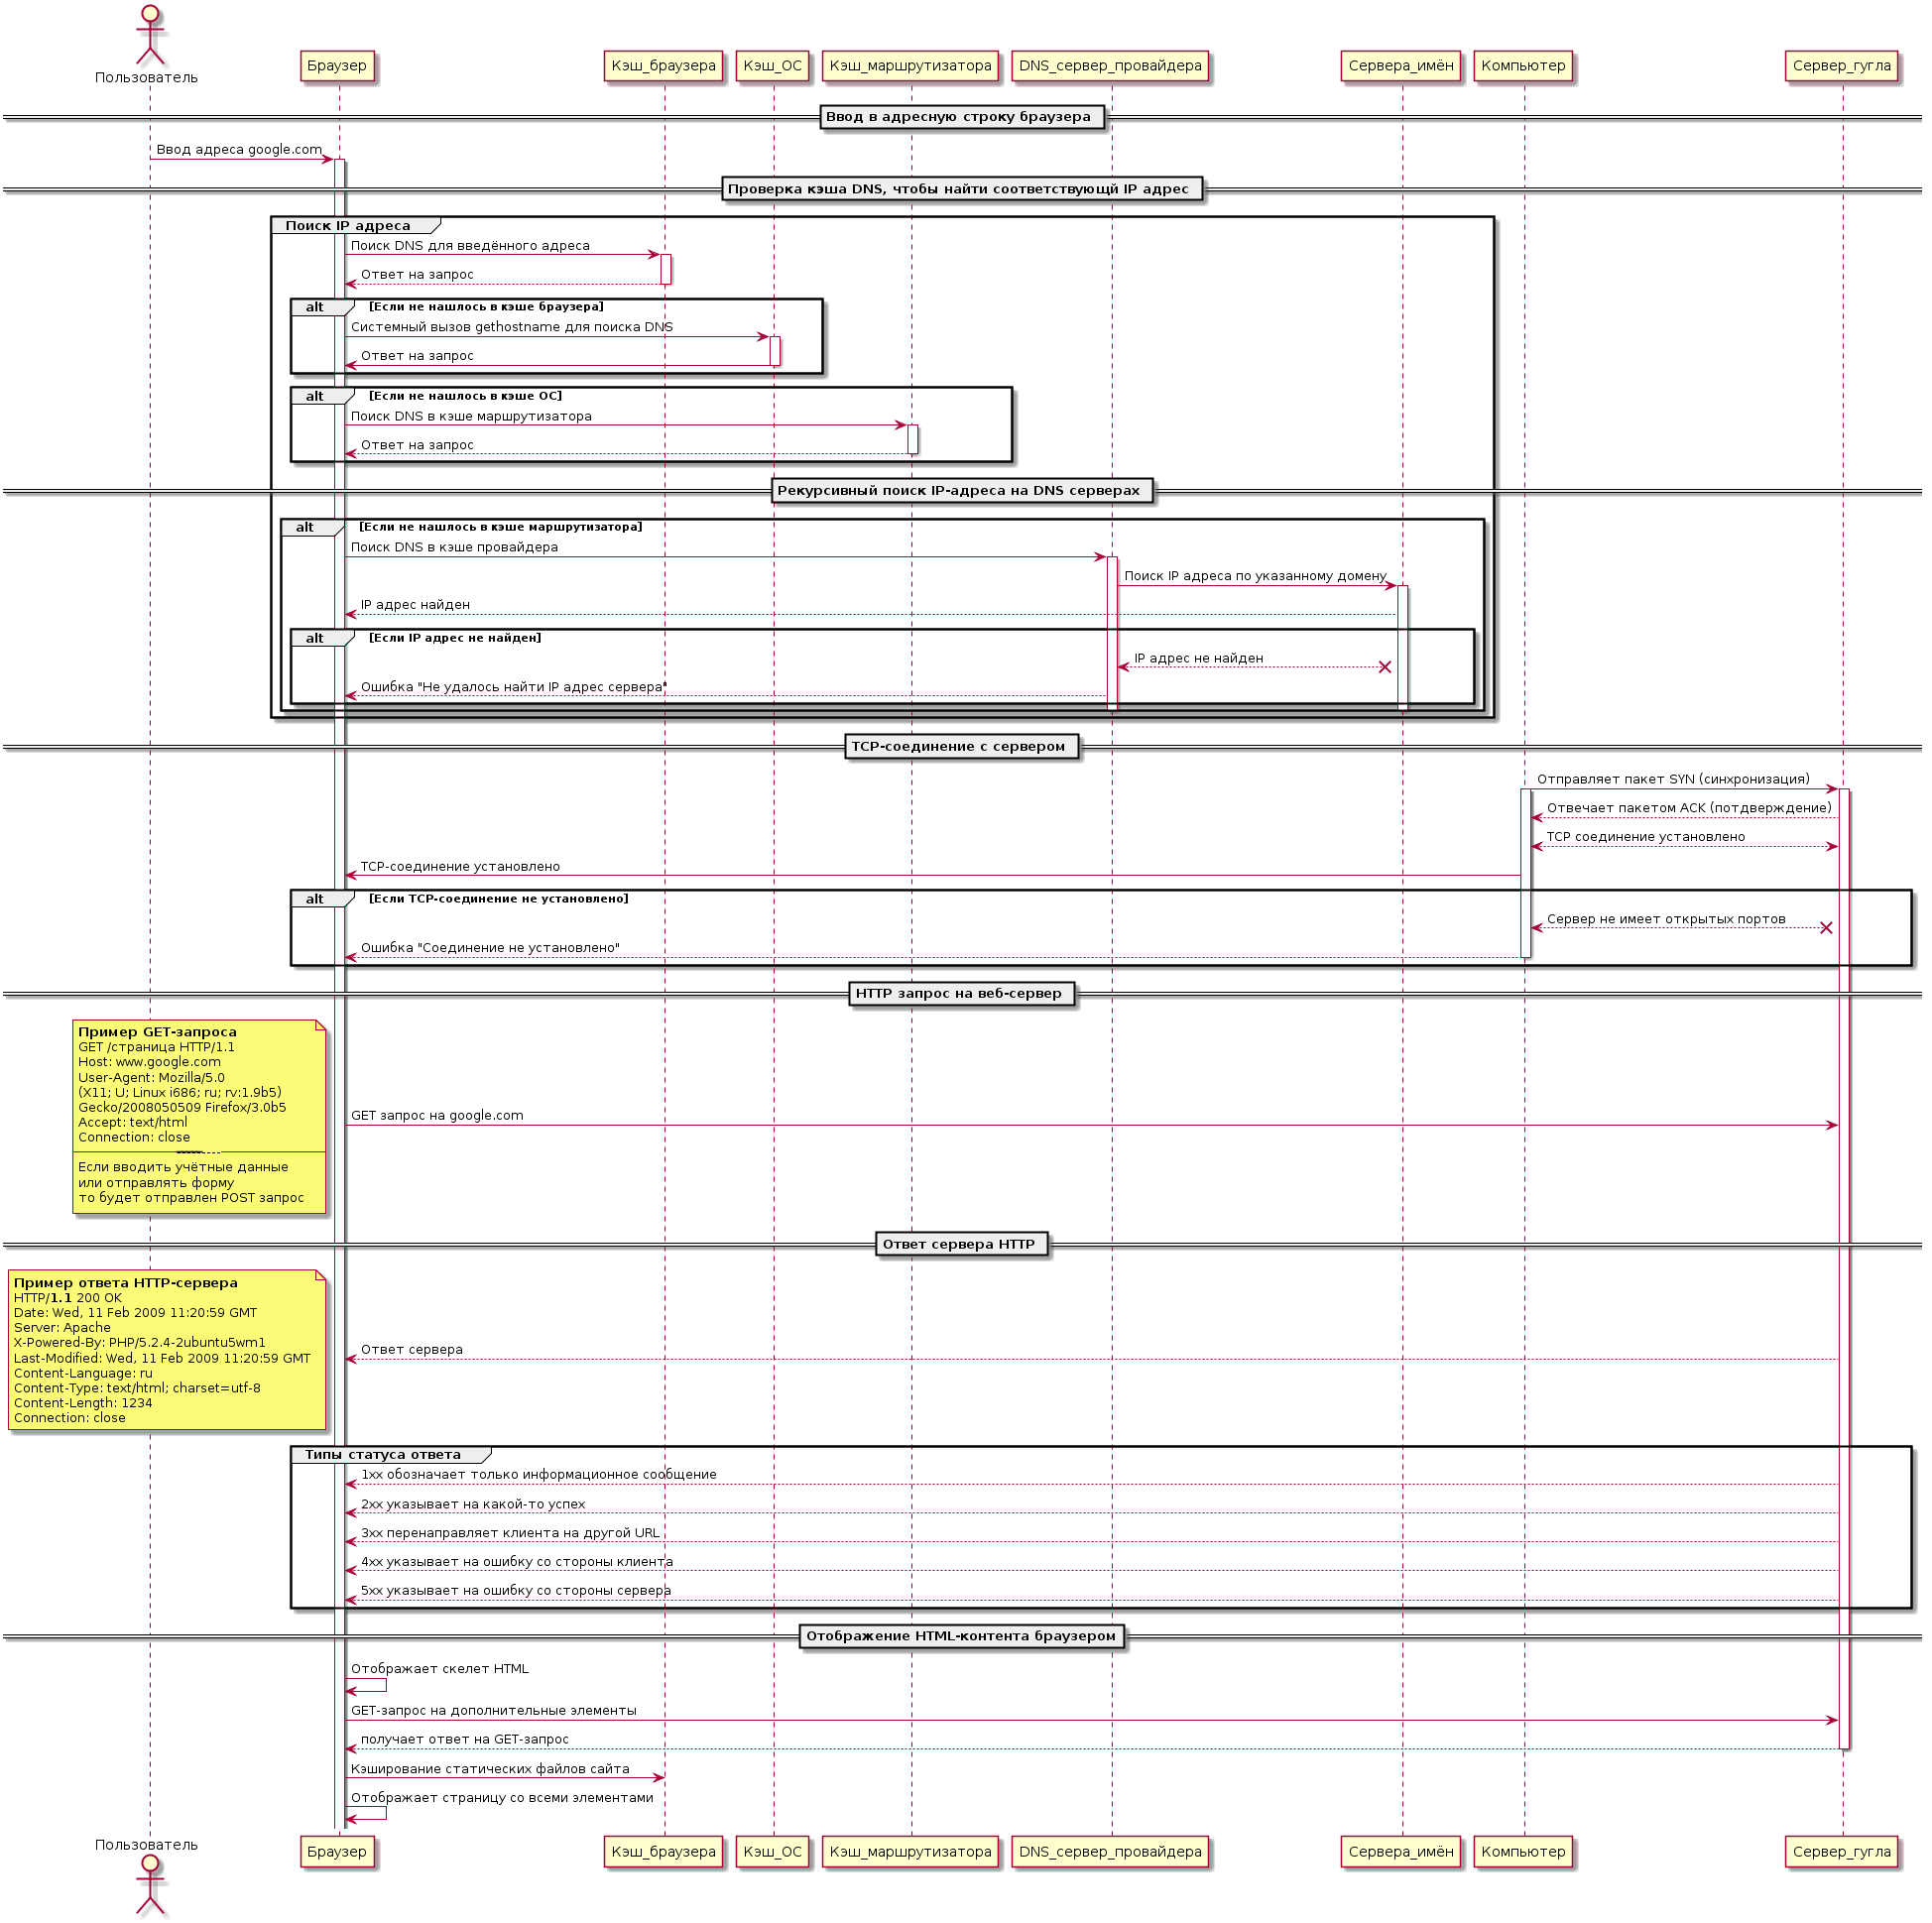 Пользователь
Браузер
Кэш_браузера
Кэш_ОС
Кэш_маршрутизатора
DNS_сервер_провайдера
Сервера_имён
Компьютер
Сервер_гугла
Ввод в адресную строку браузера
Ввод адреса google.com
Проверка кэша DNS, чтобы найти соответствующй IP адрес
Поиск IP адреса
Поиск DNS для введённого адреса
Ответ на запрос
alt [Если не нашлось в кэше браузера]
Системный вызов gethostname для поиска DNS
Ответ на запрос
alt [Если не нашлось в кэше ОС]
Поиск DNS в кэше маршрутизатора
Ответ на запрос
Рекурсивный поиск IP-адреса на DNS серверах
alt [Если не нашлось в кэше маршрутизатора]
Поиск DNS в кэше провайдера
Поиск IP адреса по указанному домену
IP адрес найден
alt [Если IP адрес не найден]
IP адрес не найден
Ошибка "Не удалось найти IP адрес сервера"
TCP-соединение с сервером
Отправляет пакет SYN (синхронизация)
Отвечает пакетом ACK (потдверждение)
TCP соединение установлено
TCP-соединение установлено
alt [Если TCP-соединение не установлено]
Сервер не имеет открытых портов
Ошибка "Соединение не установлено"
HTTP запрос на веб-сервер
Пример GET-запроса
GET /страница HTTP/1.1
Host: www.google.com
User-Agent: Mozilla/5.0
(X11; U; Linux i686; ru; rv:1.9b5)
Gecko/2008050509 Firefox/3.0b5
Accept: text/html
Connection: close
Если вводить учётные данные
или отправлять форму
то будет отправлен POST запрос
GET запрос на google.com
Ответ сервера HTTP
Пример ответа HTTP-сервера
HTTP/1.1 200 OK
Date: Wed, 11 Feb 2009 11:20:59 GMT
Server: Apache
X-Powered-By: PHP/5.2.4-2ubuntu5wm1
Last-Modified: Wed, 11 Feb 2009 11:20:59 GMT
Content-Language: ru
Content-Type: text/html; charset=utf-8
Content-Length: 1234
Connection: close
Ответ сервера
Типы статуса ответа
1xx обозначает только информационное сообщение
2xx указывает на какой-то успех
3xx перенаправляет клиента на другой URL
4xx указывает на ошибку со стороны клиента
5xx указывает на ошибку со стороны сервера
Отображение HTML-контента браузером
Отображает скелет HTML
GET-запрос на дополнительные элементы
получает ответ на GET-запрос
Кэширование статических файлов сайта
Отображает страницу со всеми элементами
Пользователь
Браузер
Кэш_браузера
Кэш_ОС
Кэш_маршрутизатора
DNS_сервер_провайдера
Сервера_имён
Компьютер
Сервер_гугла